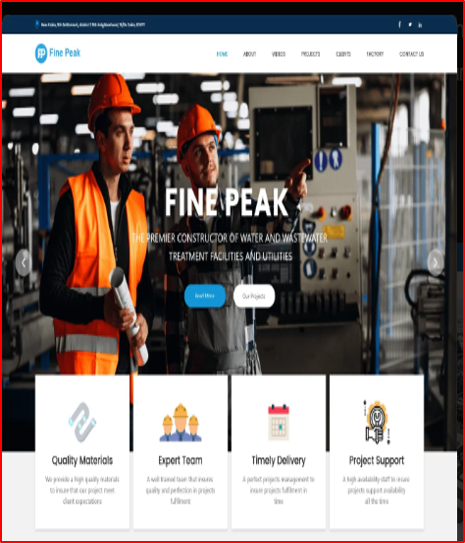 Fine Peak
HOME
ABOUT
VIDEOS
PROJECTS
CLIENTS
FACTORY
CONTACT US
FINE PEAK
THE PREMIER CONSTRUCTOR OF WATER AND WASTEWATER
TREATMENT FACILITIES AND UTILITIES
Read More
Our Projects
Quality Materials
We provide a high quality materials
to insure that our project meet
client expectations
Expert Team
A well trained team that insures
quality and perfection in projects
fulfilment
Timely Delivery
A perfect projects management to
insure projects fulfilment in
time
Project Support
A high availability staff to insure
projects support availability
all the time